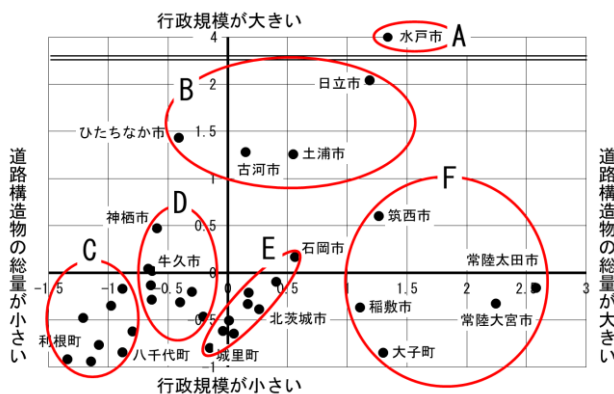 行政規模が大きい
4
水戸市
A
B
2
日立市
ひたちなか市
1.5
1
古河市
土浦市
F
神栖市
D
0.5
筑西市
C
牛久市
E
石岡市
常陸太田市
0
-1.5
-1
-0.5
0
0.5
1
1.5
2
2.5
3
-0.5
北茨城市
稲敷市
常陸大宮市
利根町
八千代町
城里町
大子町
行政規模が小さい
道路構造物の総量が小さい
道路構造物の総量が大きい